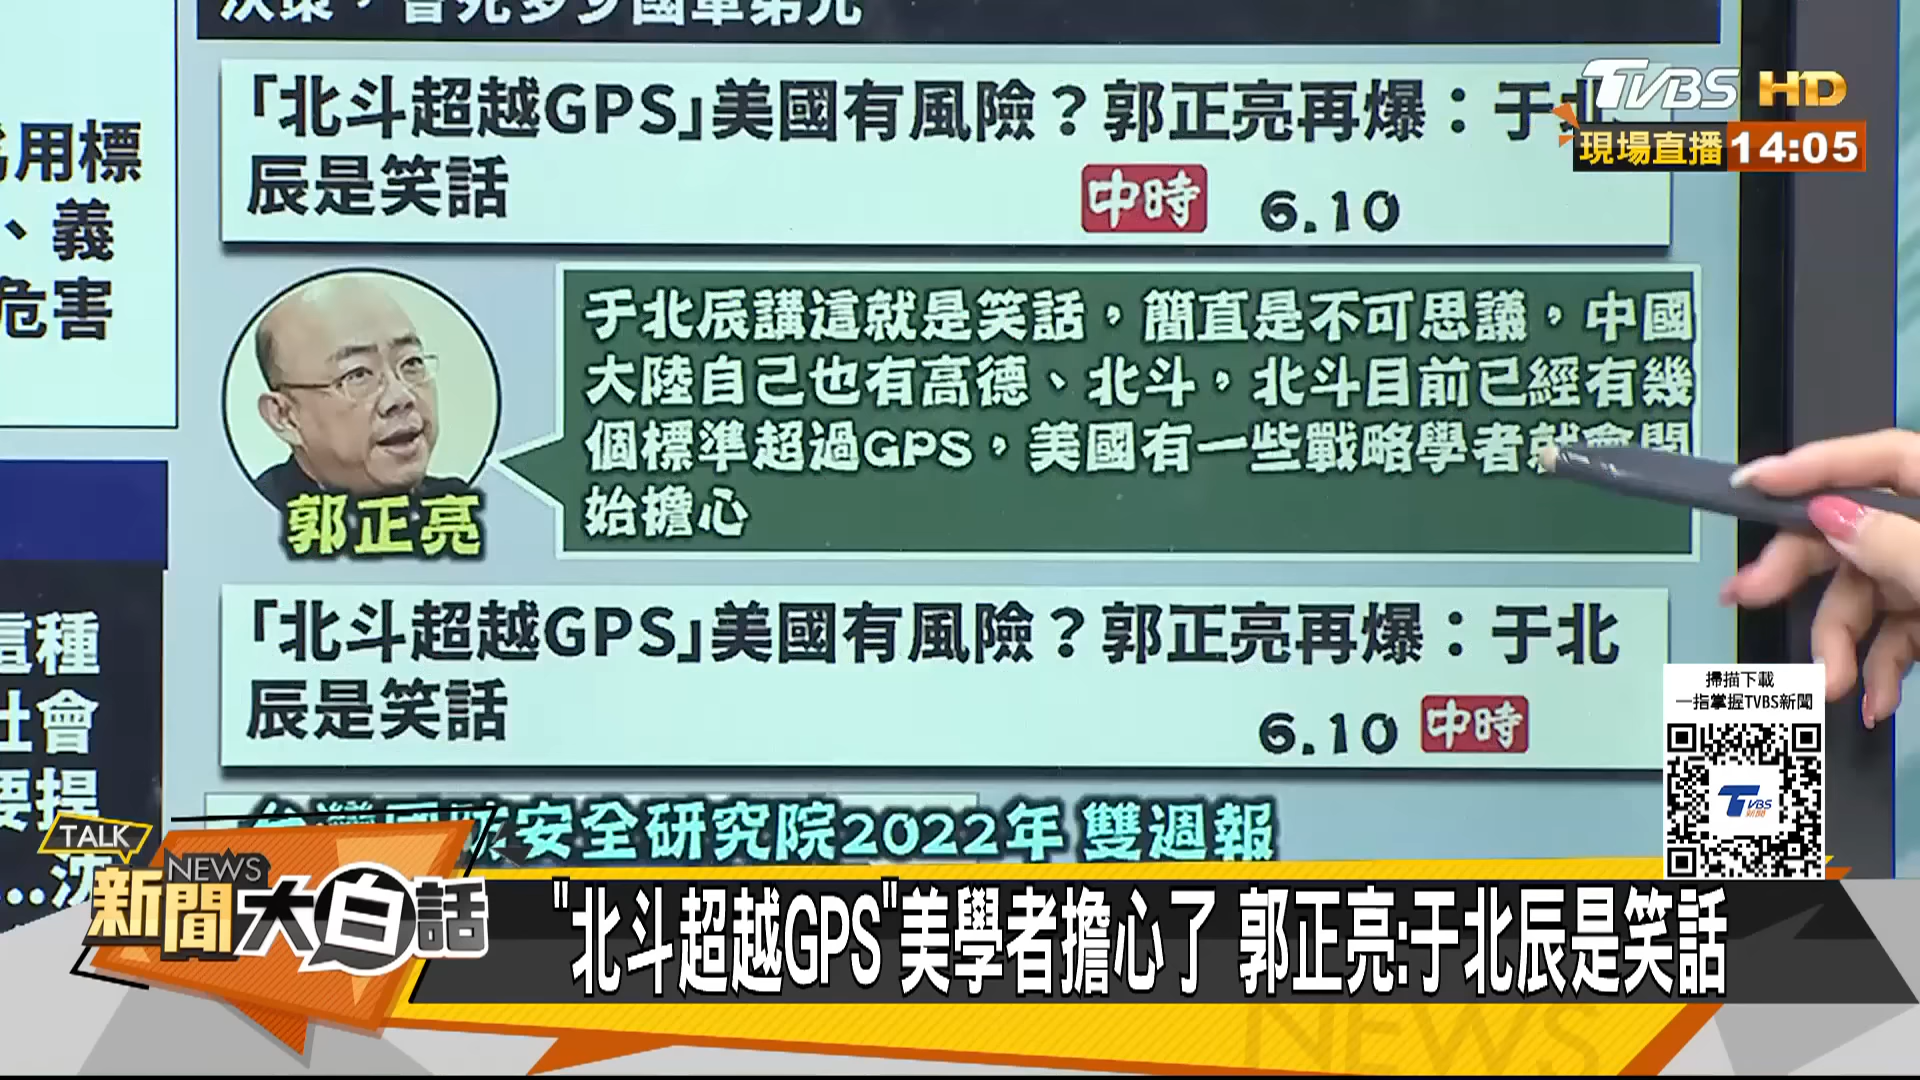 用標
、義
危害
「北斗超越GPS」美國有風險？郭正亮再爆：于北
辰是笑話
中時 6.10
TVBS HD
現場直播 14:05
于北辰講這就是笑話，簡直是不可思議，中國
大陸自己也有高德、北斗，北斗目前已經有幾
個標準超過GPS，美國有一些戰略學者就會開
始擔心
郭正亮
「北斗超越GPS」美國有風險？郭正亮再爆：于北
辰是笑話
6.10 中時
這種
社會
要提
安全研究院2022年 雙週報
掃描下載
一指掌握TVBS新聞
TVBS
新聞
TALK
NEWS
新聞大白話
"北斗超越GPS"美學者擔心了 郭正亮:于北辰是笑話
NEWS